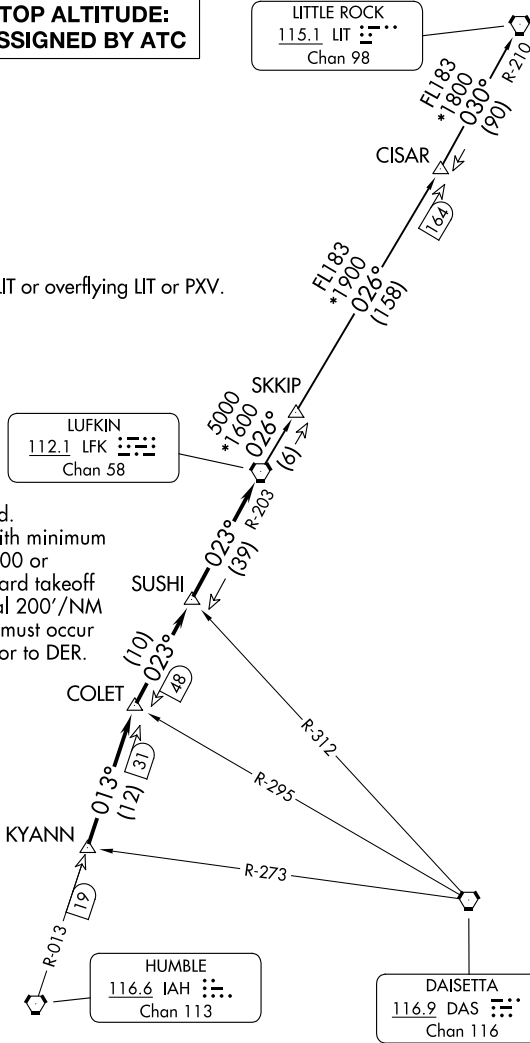 TOP ALTITUDE:
SSIGNED BY ATC
LITTLE ROCK
115.1 LIT
Chan 98
R-210
FL183
*1800
030°
(90)
CISAR
164
LIT or overflying LIT or PXV.
FL183
*1900
026°
(158)
SKKIP
5000
*1600
026°
(6)
LUFKIN
112.1 LFK
Chan 58
R-203
023°
(39)
d.
ith minimum
00 or
ard takeoff
al 200'/NM
must occur
or to DER.
SUSHI
(10)
023°
48
COLET
R-312
R-295
31
013°
(12)
KYANN
R-273
19
R-013
HUMBLE
116.6 IAH
Chan 113
DAISETTA
116.9 DAS
Chan 116